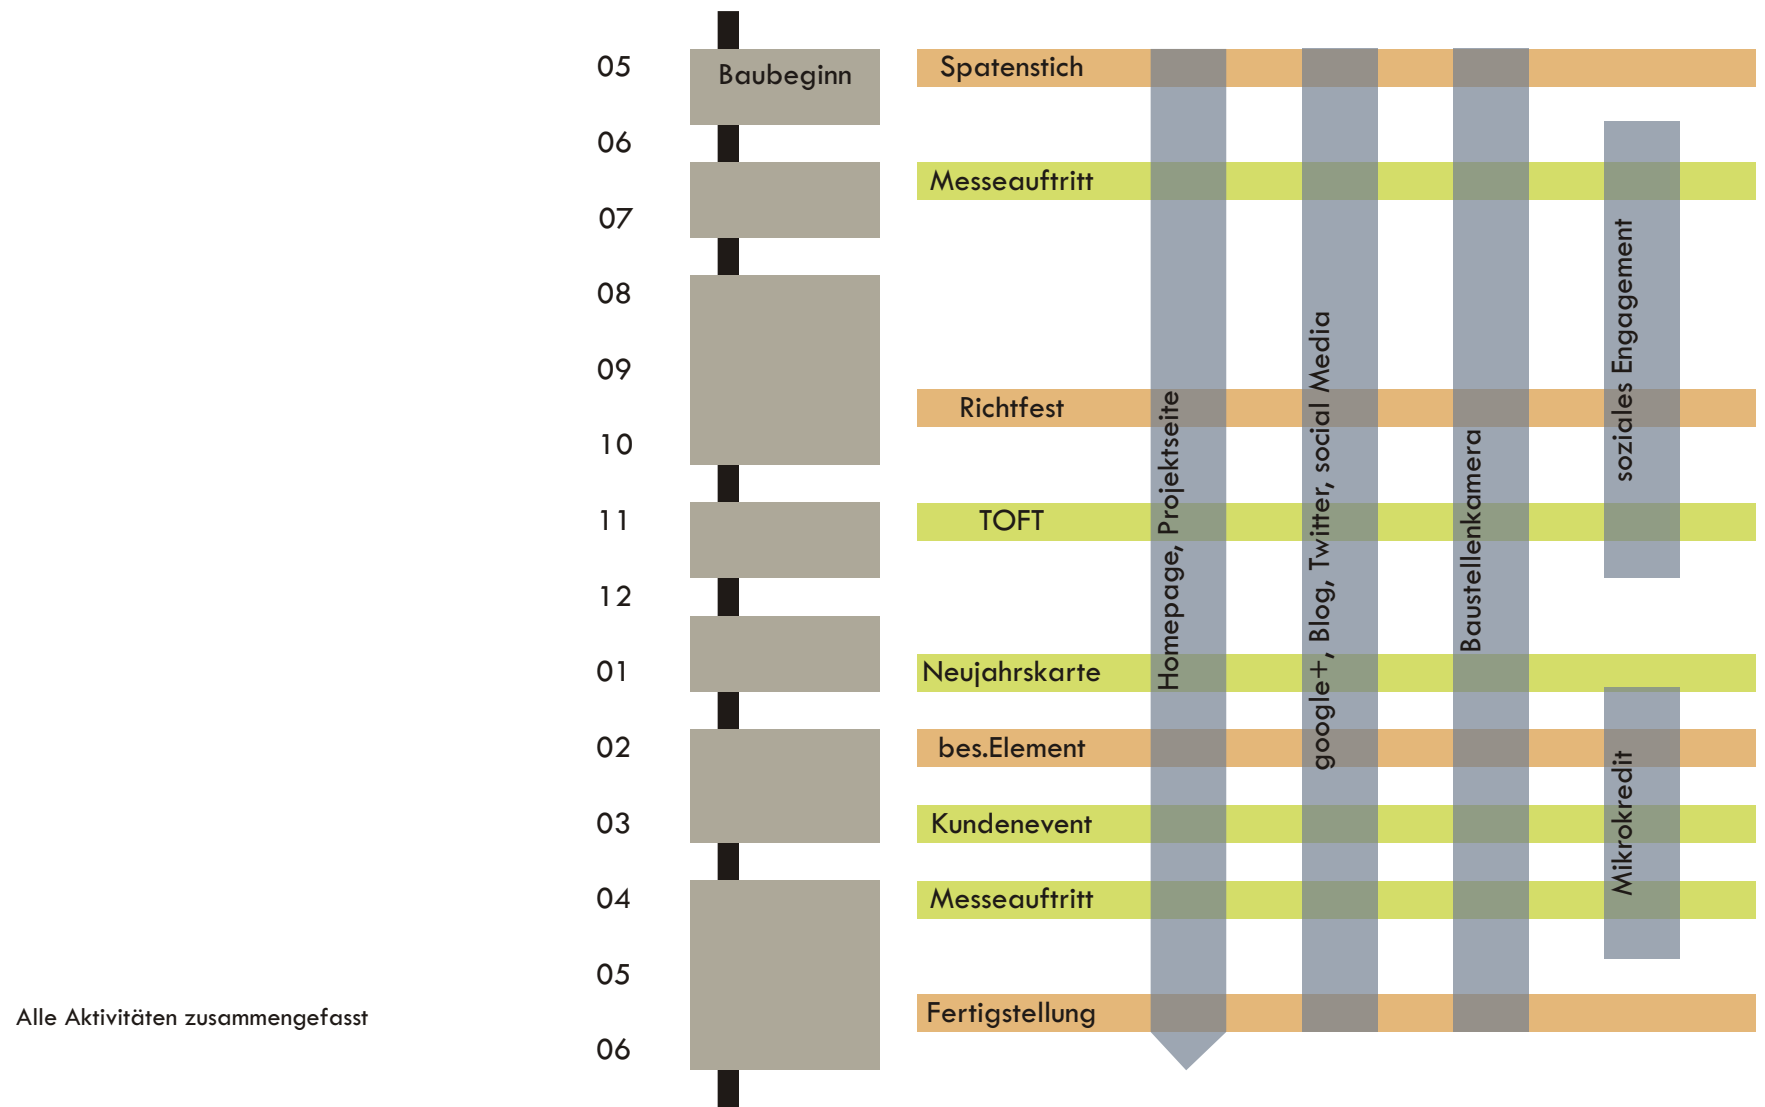 05
Baubeginn
Spatenstich
06
Messeauftritt
07
08
09
Richtfest
10
11
TOFT
12
01
Neujahrskarte
02
bes.Element
03
Kundenevent
04
Messeauftritt
05
Fertigstellung
06
Homepage, Projektseite
google+, Blog, Twitter, social Media
Baustellenkamera
soziales Engagement
Mikrokredit
Alle Aktivitäten zusammengefasst